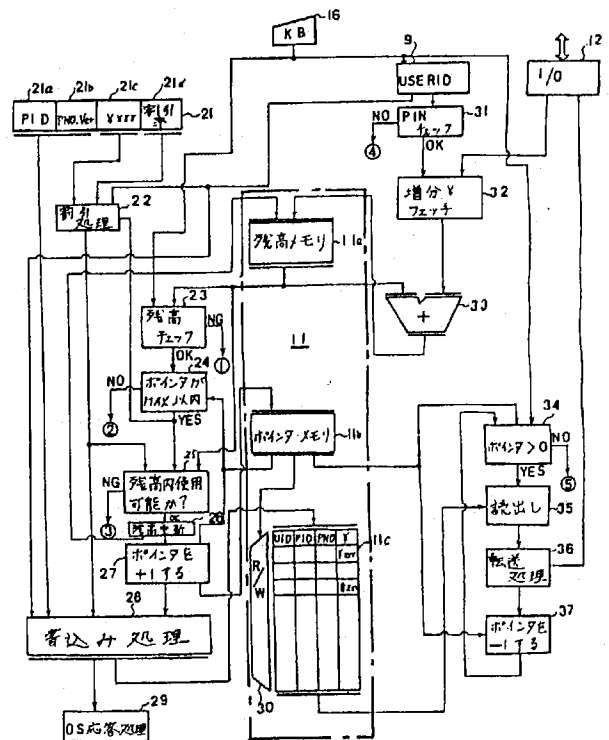 KB
16
9
12
USERID
I/O
21a
21b
21c
21d
PID
PNO.Ver
¥xxx
割引率
21
NO
PIN
チェック
31
④
OK
増分¥
フェッチ
32
割引
処理
22
残高メモリ
11a
残高
チェック
23
NG
OK
①
+
33
11
ポインタが
MAX以内
24
NO
②
YES
ポインタ・メモリ
11b
ポインタ>0
34
NO
⑤
YES
残高内使用
可能か?
25
NG
③
OK
残高更新
26
読出し
35
ポインタを
+1する
27
UID
PID
PNO
¥
11c
¥xxx
R/W
転送
処理
36
書込み処理
28
ポインタを
-1する
37
30
OS応答処理
29